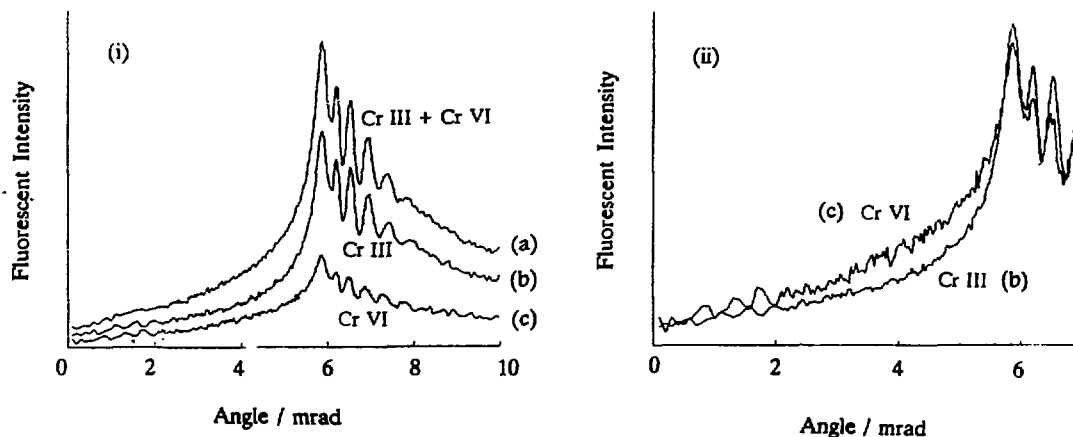 (i)
Fluorescent Intensity
Cr III + Cr VI
Cr III
Cr VI
(a)
(b)
(c)
0 2 4 6 8 10
Angle / mrad
(ii)
Fluorescent Intensity
(c) Cr VI
Cr III (b)
0 2 4 6
Angle / mrad